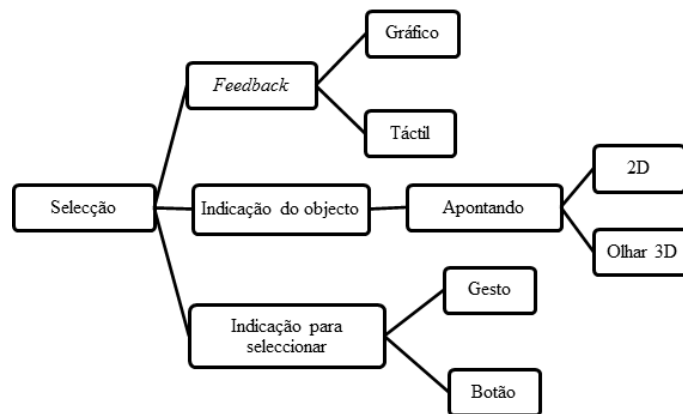 Selecção
Feedback
Gráfico
Táctil
Indicação do objecto
Apontando
2D
Olhar 3D
Indicação para
seleccionar
Gesto
Botão